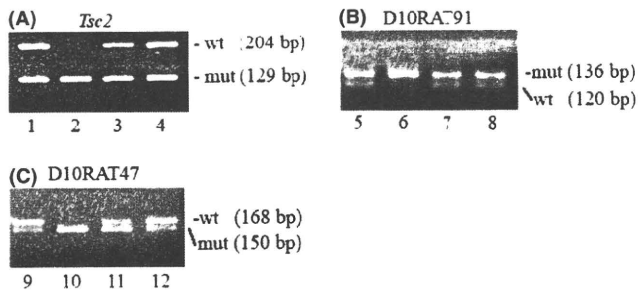 (A) Tsc2
- wt (204 bp)
- mut (129 bp)
1 2 3 4
(B) D10RAT91
-mut (136 bp)
wt (120 bp)
5 6 7 8
(C) D10RAT47
-wt (168 bp)
mut (150 bp)
9 10 11 12